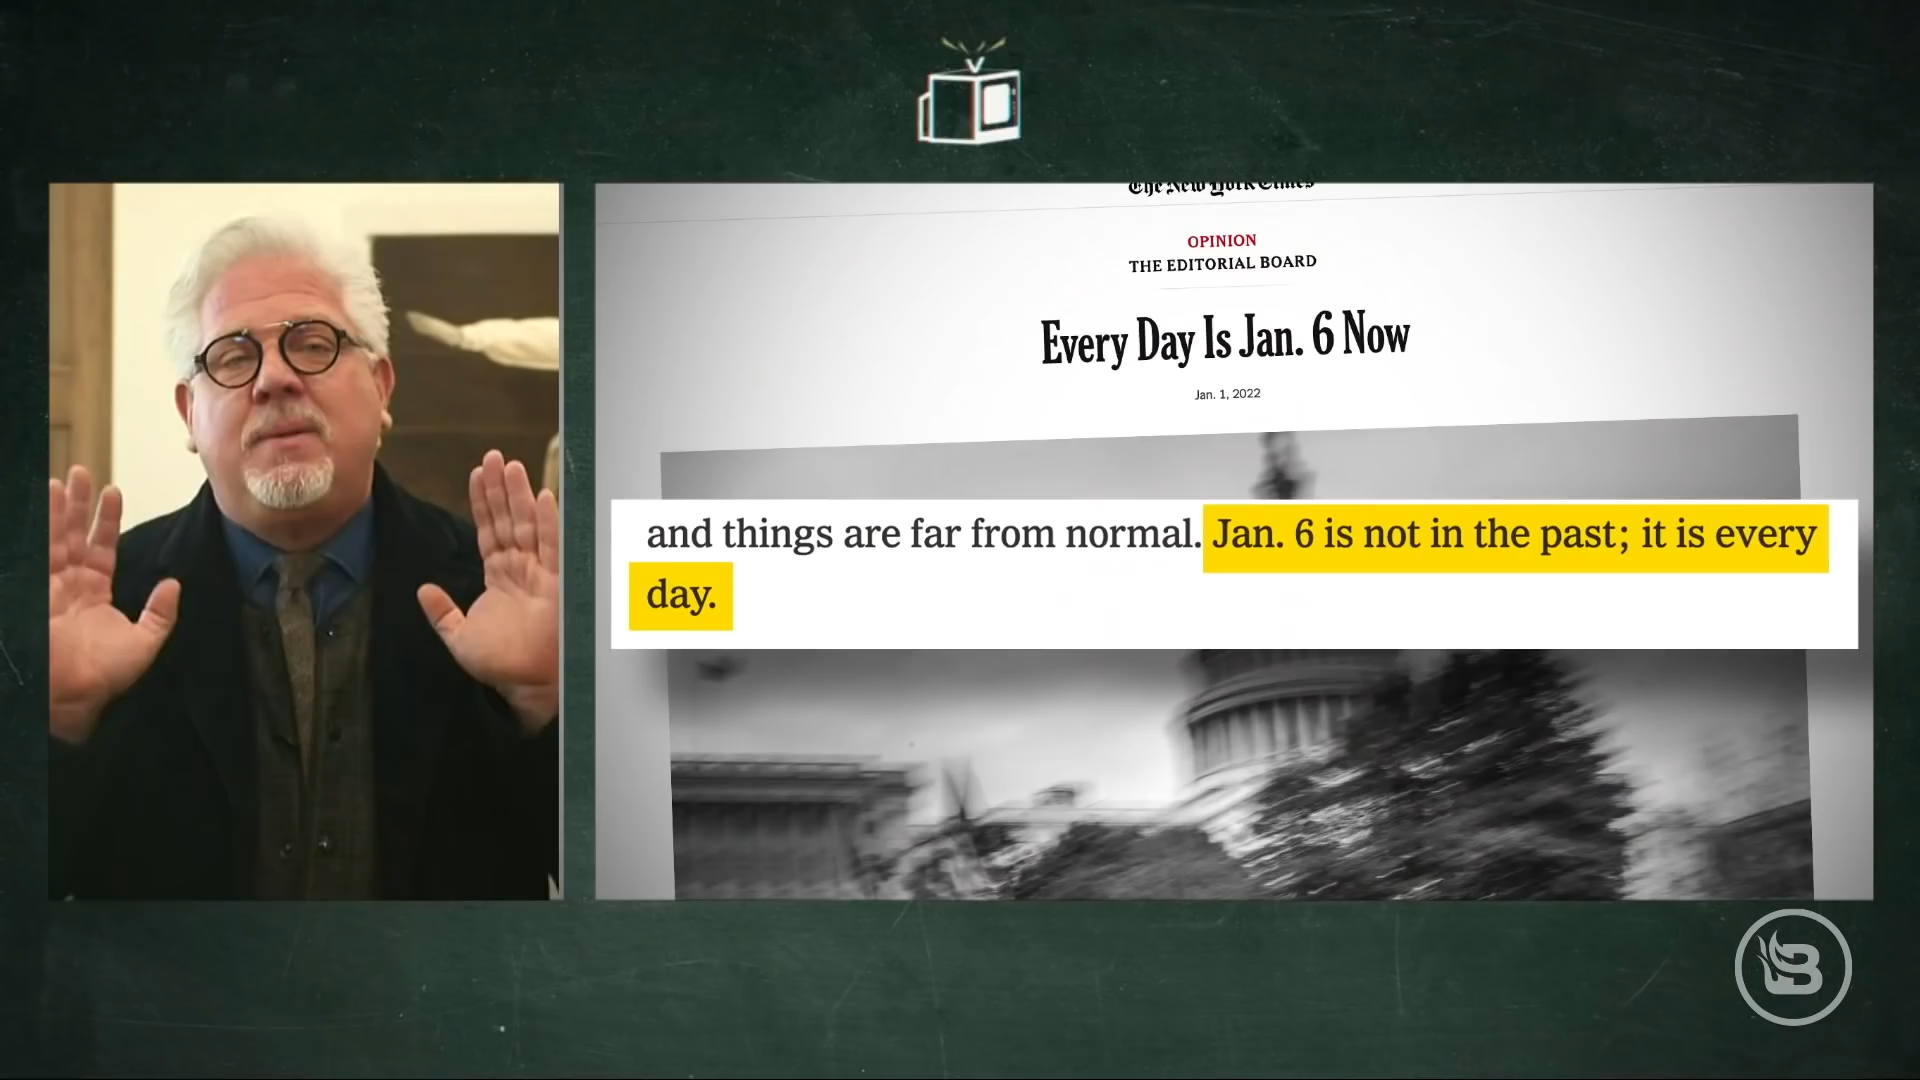 The New York Times
OPINION
THE EDITORIAL BOARD
Every Day Is Jan. 6 Now
Jan. 1, 2022
and things are far from normal. Jan. 6 is not in the past; it is every
day.
B